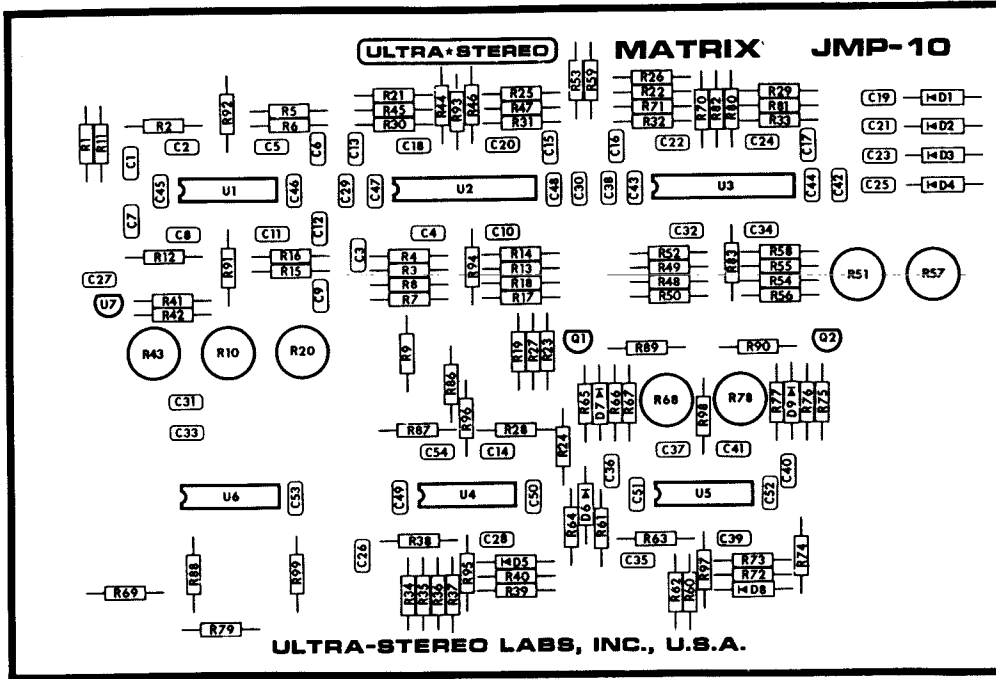 ULTRA★STEREO MATRIX JMP-10
R53 R59
R26
R21 R44 R93 R46 R25 R22 R70 R82 R80 R29 C19 D1
R92 R5 R45 R47 R71 R81
R2 R6 R30 R31 R32 R33 C21 D2
R1 R11 C2 C5 C6 C13 C18 C20 C15 C16 C22 C24 C17
C1 C23 D3
C45 U1 C46 C29 C47 U2 C48 C30 C38 C43 U3 C44 C42 C25 D4
C7 C8 C11 C12 C4 C10 C32 C34
R12 R91 R16 C3 R4 R94 R14 R52 R83 R58
R15 R3 R13 R49 R55 R51 R57
C27 C9 R8 R18 R48 R54
U7 R41 R7 R17 R50 R56
R42
R43 R10 R20 R9 R19 R27 R23 Q1 R89 R90 Q2
R86
C31 R96 R65 D7 R66 R67 R68 R98 R78 R77 D9 R76 R75
C33 R87 R28 R24
C54 C14 C36 C37 C41 C40
U6 C53 C49 U4 C50 C51 U5 C52
R64 D6 R61
C26 R38 C28 R63 C39 R74
R88 R99 R95 D5 C35 R97 R73
R34 R35 R36 R37 R40 R62 R60 R72
R69 R39 D8
R79
ULTRA-STEREO LABS, INC., U.S.A.